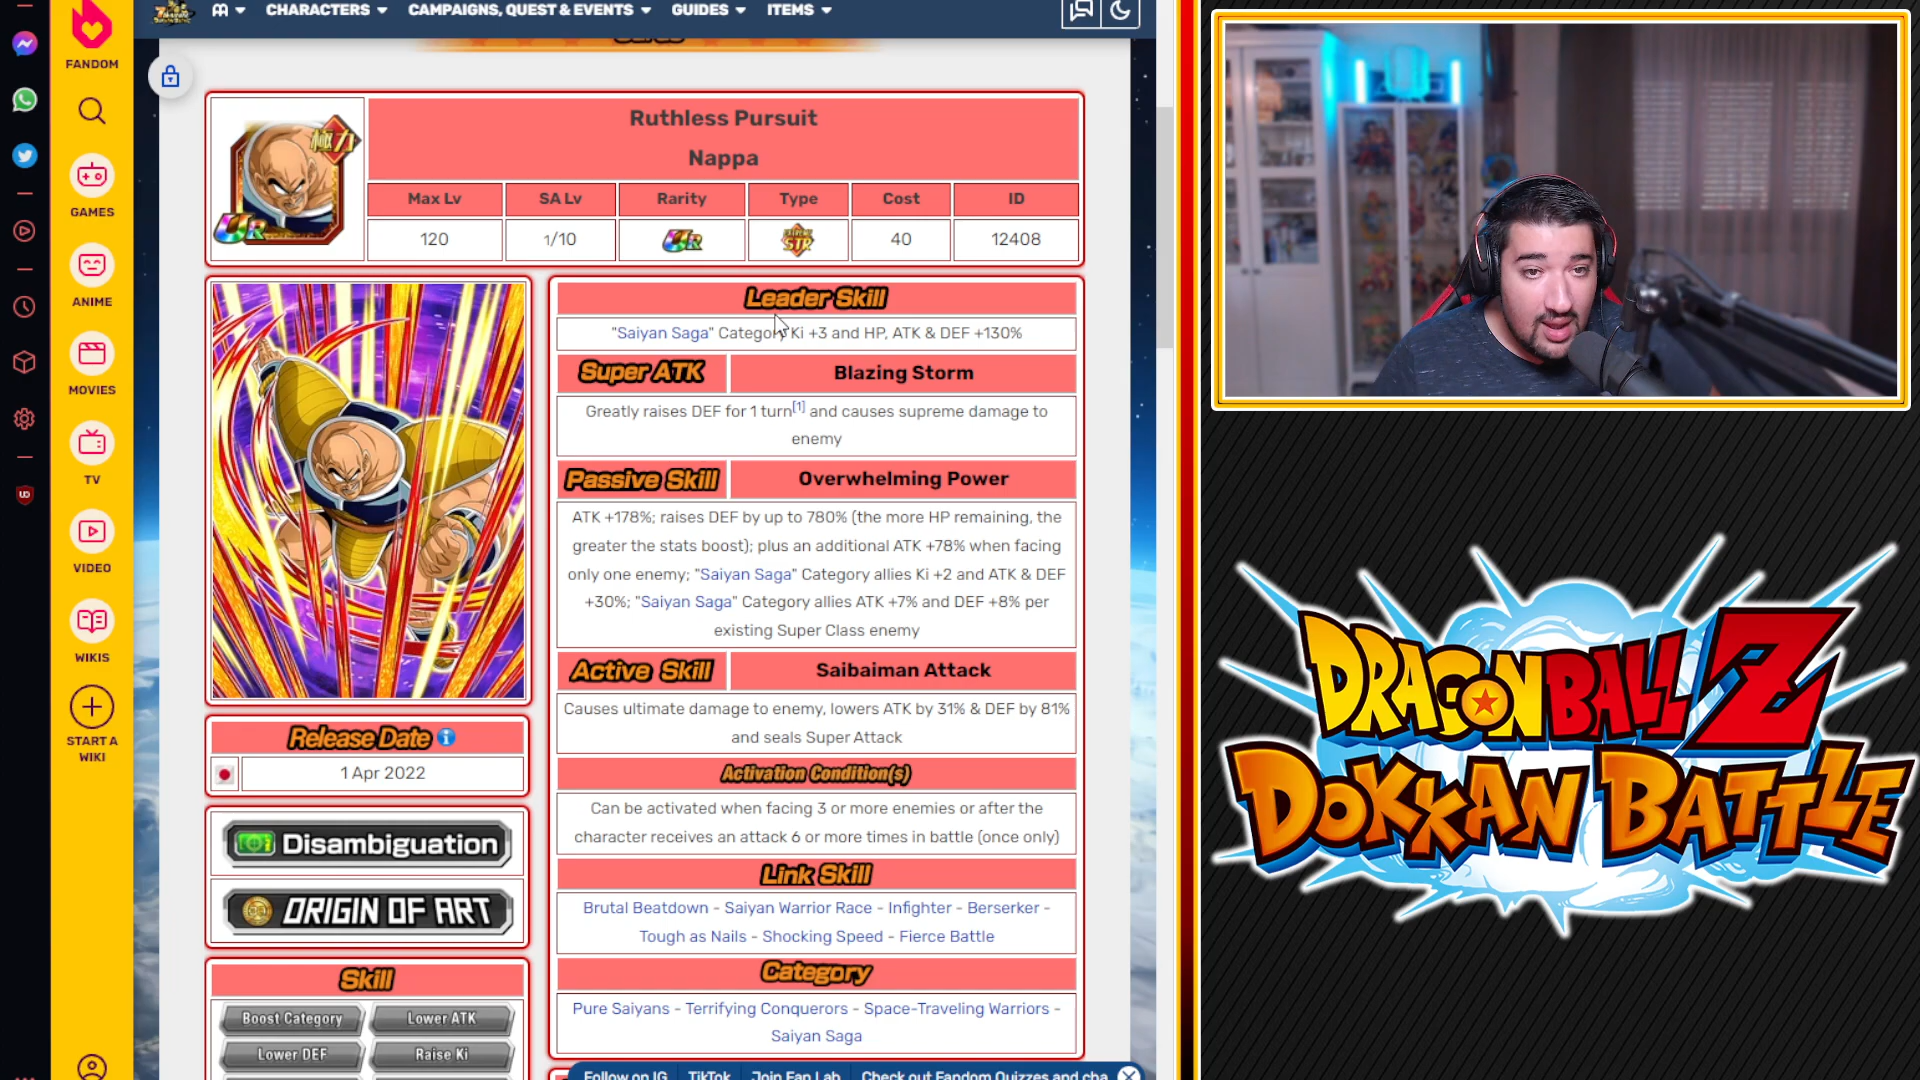 CHARACTERS
CAMPAIGNS, QUEST & EVENTS
GUIDES
ITEMS
FANDOM
GAMES
ANIME
MOVIES
TV
VIDEO
WIKIS
START A
WIKI
UD
極力
UR
Ruthless Pursuit
Nappa
Max Lv
SA Lv
Rarity
Type
Cost
ID
120
1/10
UR
EXTREME
STR
40
12408
Leader Skill
"Saiyan Saga" Category Ki +3 and HP, ATK & DEF +130%
Super ATK
Blazing Storm
Greatly raises DEF for 1 turn[1] and causes supreme damage to
enemy
Passive Skill
Overwhelming Power
ATK +178%; raises DEF by up to 780% (the more HP remaining, the
greater the stats boost); plus an additional ATK +78% when facing
only one enemy; "Saiyan Saga" Category allies Ki +2 and ATK & DEF
+30%; "Saiyan Saga" Category allies ATK +7% and DEF +8% per
existing Super Class enemy
Active Skill
Saibaiman Attack
Causes ultimate damage to enemy, lowers ATK by 31% & DEF by 81%
and seals Super Attack
Activation Condition(s)
Can be activated when facing 3 or more enemies or after the
character receives an attack 6 or more times in battle (once only)
Link Skill
Brutal Beatdown - Saiyan Warrior Race - Infighter - Berserker -
Tough as Nails - Shocking Speed - Fierce Battle
Category
Pure Saiyans - Terrifying Conquerors - Space-Traveling Warriors -
Saiyan Saga
Release Date
1 Apr 2022
Disambiguation
ORIGIN OF ART
Skill
Boost Category
Lower ATK
Lower DEF
Raise Ki
Follow on IG
TikTok
Join Fan Lab
Check out Fandom Quizzes and cha
DRAGON BALL Z
DOKKAN BATTLE